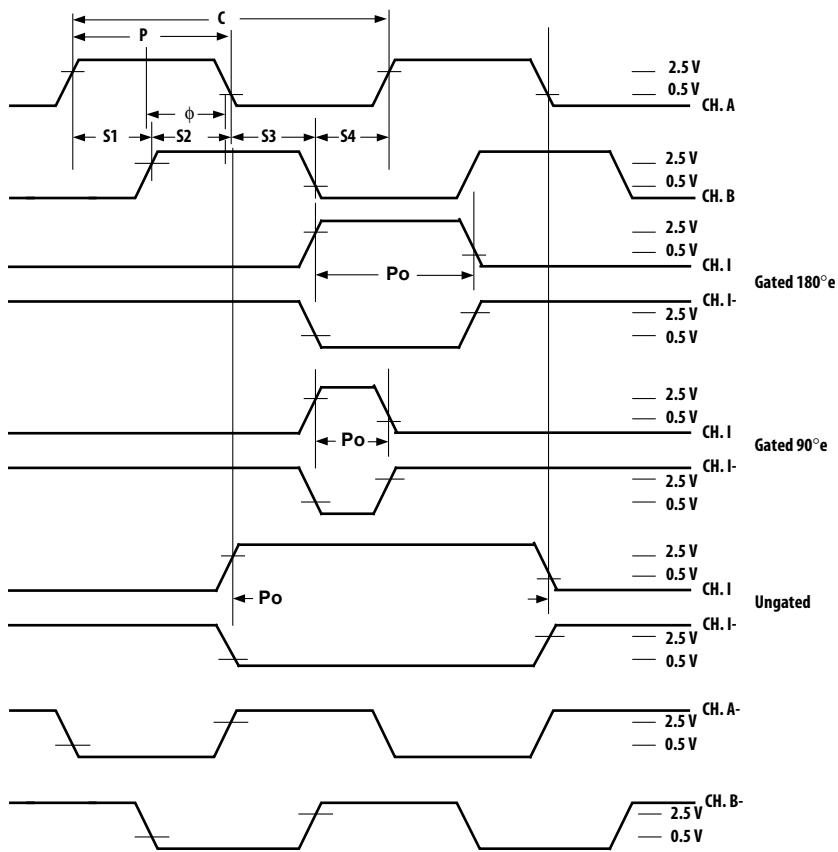 C
P
2.5 V
0.5 V
CH. A
ϕ
S1 S2 S3 S4
2.5 V
0.5 V
CH. B
2.5 V
0.5 V
CH. I
Po
Gated 180°e
CH. I-
2.5 V
0.5 V
2.5 V
0.5 V
CH. I
Po
Gated 90°e
CH. I-
2.5 V
0.5 V
2.5 V
0.5 V
CH. I
Po
Ungated
CH. I-
2.5 V
0.5 V
CH. A-
2.5 V
0.5 V
CH. B-
2.5 V
0.5 V